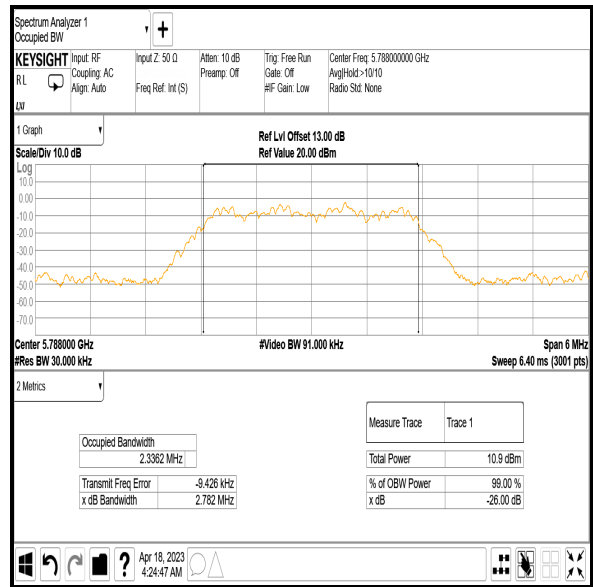 Spectrum Analyzer 1
Occupied BW
▼
+
KEYSIGHT
RL
LXI
Input: RF
Coupling: AC
Align: Auto
Input Z: 50 Ω
Freq Ref: Int (S)
Atten: 10 dB
Preamp: Off
Trig: Free Run
Gate: Off
#IF Gain: Low
Center Freq: 5.788000000 GHz
Avg|Hold:>10/10
Radio Std: None
1 Graph
Scale/Div 10.0 dB
Ref Lvl Offset 13.00 dB
Ref Value 20.00 dBm
Log
10.0
0.00
-10.0
-20.0
-30.0
-40.0
-50.0
-60.0
-70.0
Center 5.788000 GHz
#Res BW 30.000 kHz
#Video BW 91.000 kHz
Span 6 MHz
Sweep 6.40 ms (3001 pts)
2 Metrics
Occupied Bandwidth
2.3362 MHz
Transmit Freq Error -9.426 kHz
x dB Bandwidth 2.782 MHz
Measure Trace Trace 1
Total Power 10.9 dBm
% of OBW Power 99.00 %
x dB -26.00 dB
?
Apr 18, 2023
4:24:47 AM